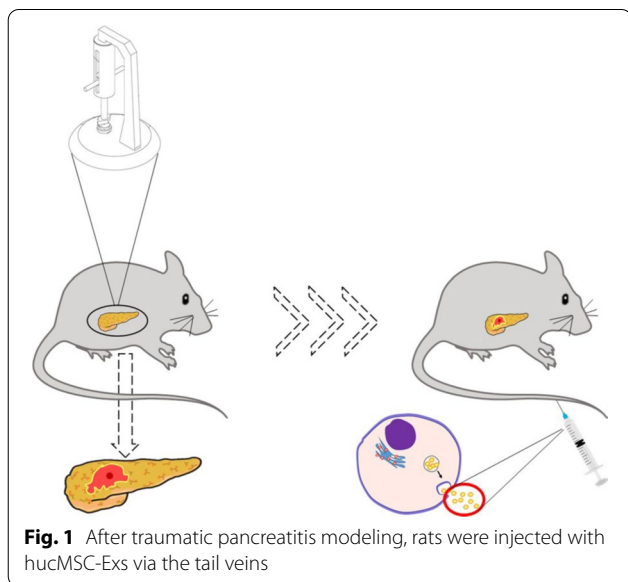 Fig. 1 After traumatic pancreatitis modeling, rats were injected with
hucMSC-Exs via the tail veins